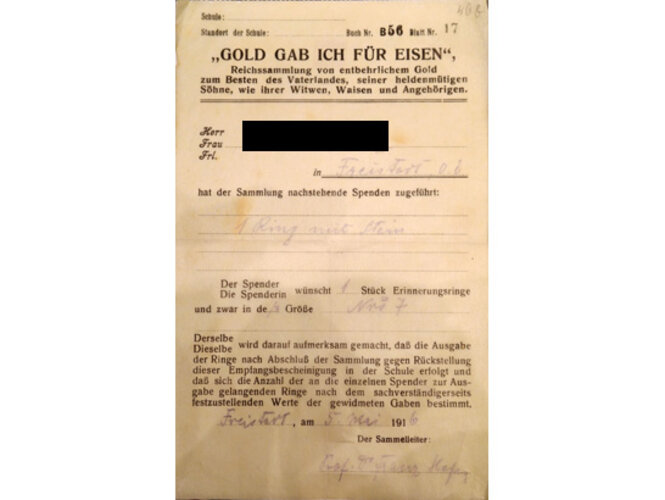 Schule:
Standort der Schule: Buch Nr. B56 Blatt Nr. 17
„GOLD GAB ICH FÜR EISEN“,
Reichssammlung von entbehrlichem Gold
zum Besten des Vaterlandes, seiner heldenmütigen
Söhne, wie ihrer Witwen, Waisen und Angehörigen.
Herr
Frau
Frl.
in Freistadt
hat der Sammlung nachstehende Spenden zugeführt:
1 Ring mit Stein
Der Spender
Die Spenderin wünscht 1 Stück Erinnerungsringe
und zwar in de Größe 7
Derselbe
Dieselbe wird darauf aufmerksam gemacht, daß die Ausgabe
der Ringe nach Abschluß der Sammlung gegen Rückstellung
dieser Empfangsbescheinigung in der Schule erfolgt und
daß sich die Anzahl der an die einzelnen Spender zur Aus-
gabe gelangenden Ringe nach dem sachverständigerseits
festzustellenden Werte der gewidmeten Gaben bestimmt.
Freistadt, am 5. Mai 1916
Der Sammelleiter:
Prof. Dr Franz